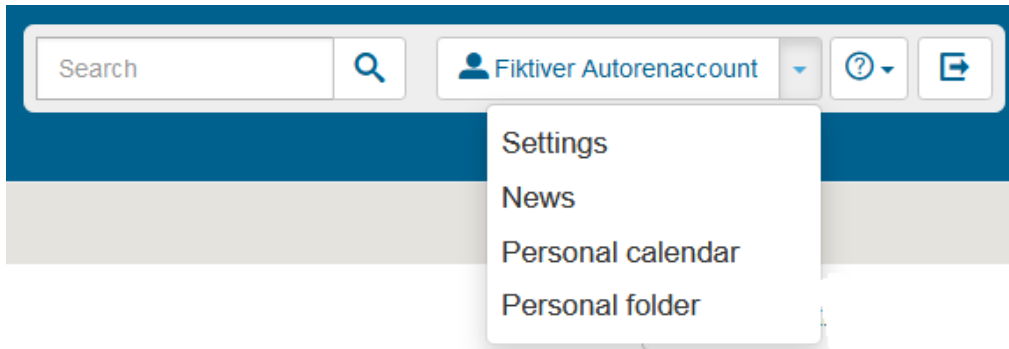 Search
Fiktiver Autorenaccount
Settings
News
Personal calendar
Personal folder